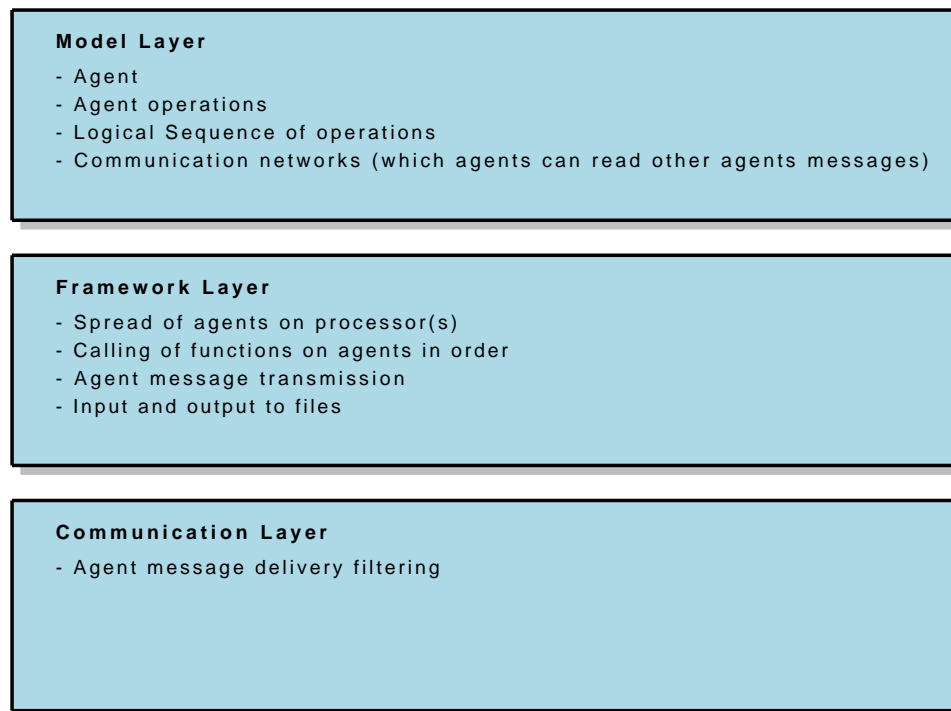 Model Layer
- Agent
- Agent operations
- Logical Sequence of operations
- Communication networks (which agents can read other agents messages)
Framework Layer
- Spread of agents on processor(s)
- Calling of functions on agents in order
- Agent message transmission
- Input and output to files
Communication Layer
- Agent message delivery filtering